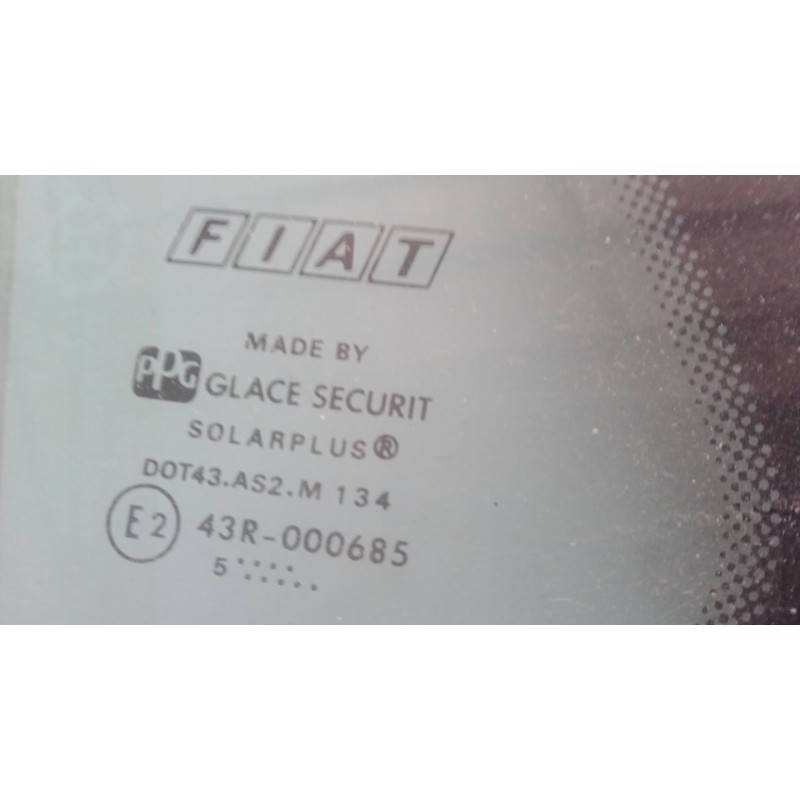 FIAT
MADE BY
PPG GLACE SECURIT
SOLARPLUS®
DOT43.AS2.M 134
E2 43R-000685
5